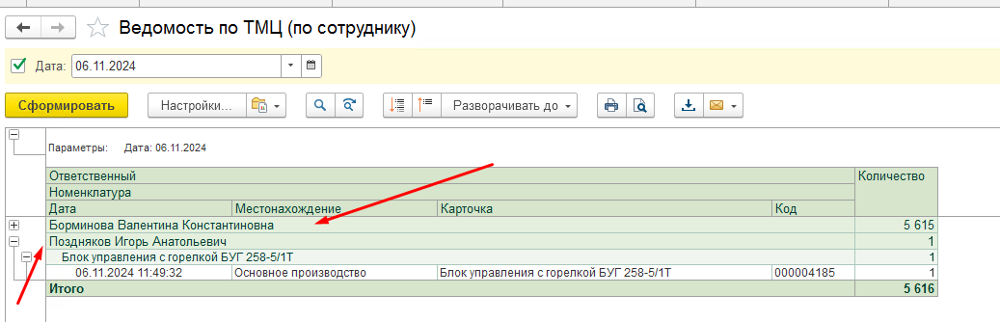 Ведомость по ТМЦ (по сотруднику)
Дата: 06.11.2024
Сформировать Настройки... Разворачивать до
Параметры: Дата: 06.11.2024
Ответственный Количество
Номенклатура
Дата Местонахождение Карточка Код
Борминова Валентина Константиновна 5 615
Поздняков Игорь Анатольевич 1
Блок управления с горелкой БУГ 258-5/1Т 1
06.11.2024 11:49:32 Основное производство Блок управления с горелкой БУГ 258-5/1Т 000004185 1
Итого 5 616